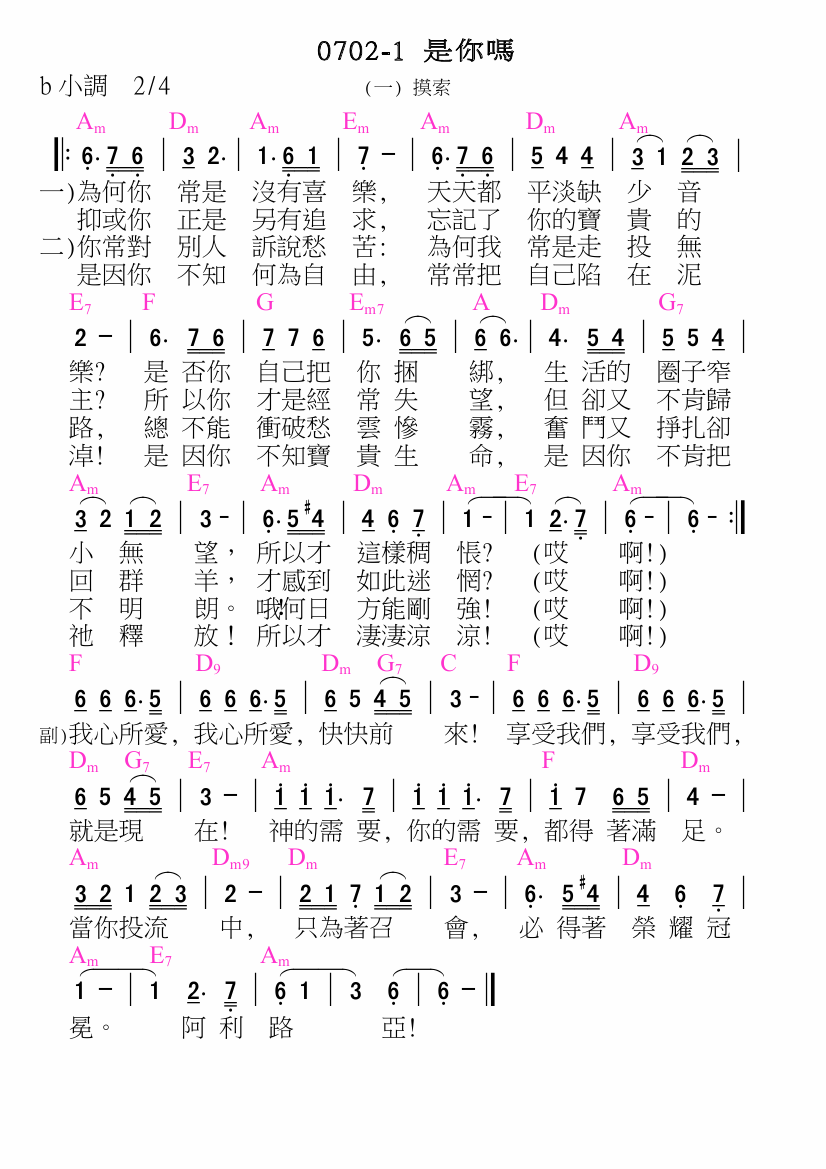 0702-1 是你嗎
b 小調 2/4 (一) 摸索
Am Dm Am Em Am Dm Am
‖: 6. 7 6 | 3 2. | 1. 6 1 | 7 － | 6. 7 6 | 5 4 4 | 3 1 2 3 |
一)為何你 常是 沒有喜 樂, 天天都 平淡缺 少 音
抑或你 正是 另有追 求, 忘記了 你的寶 貴 的
二)你常對 別人 訴說愁 苦: 為何我 常是走 投 無
是因你 不知 何為自 由, 常常把 自己陷 在 泥
E7 F G Em7 A Dm G7
2 － | 6. 7 6 | 7 7 6 | 5. 6 5 | 6 6. | 4. 5 4 | 5 5 4 |
樂? 是 否你 自己把 你 捆 綁, 生 活的 圈子窄
主? 所 以你 才是經 常 失 望, 但 卻又 不肯歸
路, 總 不能 衝破愁 雲 慘 霧, 奮 鬥又 掙扎卻
淖! 是 因你 不知寶 貴 生 命, 是 因你 不肯把
Am E7 Am Dm Am E7 Am
3 2 1 2 | 3 － | 6. 5 #4 | 4 6 7 | 1 － | 1 2. 7 | 6 － | 6 － :‖
小 無 望， 所以才 這樣稠 悵? (哎 啊!)
回 群 羊， 才感到 如此迷 惘? (哎 啊!)
不 明 朗。 哦!何日 方能剛 強! (哎 啊!)
祂 釋 放！ 所以才 淒淒涼 涼! (哎 啊!)
F D9 Dm G7 C F D9
6 6 6. 5 | 6 6 6. 5 | 6 5 4 5 | 3 － | 6 6 6. 5 | 6 6 6. 5 |
副)我心所愛, 我心所愛, 快快前 來! 享受我們, 享受我們,
Dm G7 E7 Am F Dm
6 5 4 5 | 3 － | i i i. 7 | i i i. 7 | i 7 6 5 | 4 － |
就是現 在! 神的需 要, 你的需 要, 都得 著滿 足。
Am Dm9 Dm E7 Am Dm
3 2 1 2 3 | 2 － | 2 1 7 1 2 | 3 － | 6. 5 #4 | 4 6 7 |
當你投流 中, 只為著召 會, 必 得著 榮 耀 冠
Am E7 Am
1 － | 1 2. 7 | 6 1 | 3 6 | 6 － ‖
冕。 阿 利 路 亞!